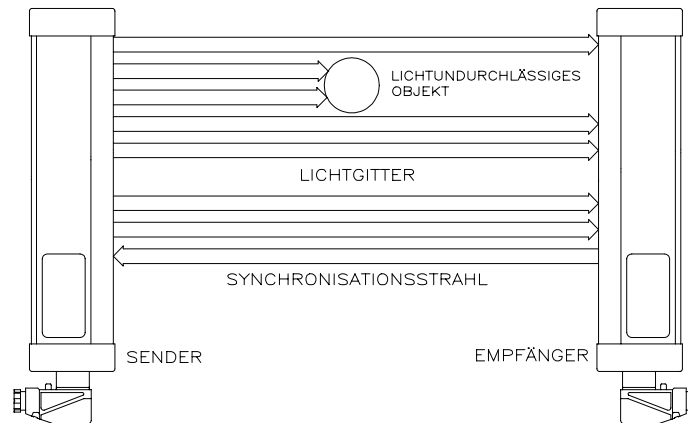 LICHTUNDURCHLÄSSIGES
OBJEKT
LICHTGITTER
SYNCHRONISATIONSSTRAHL
SENDER
EMPFÄNGER